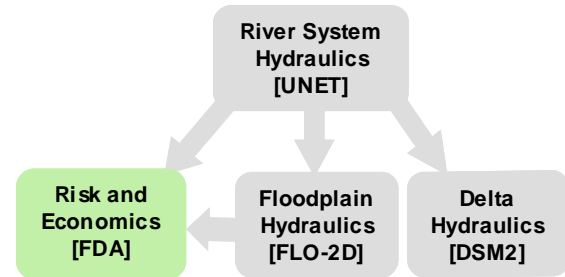 River System
Hydraulics
[UNET]
Risk and
Economics
[FDA]
Floodplain
Hydraulics
[FLO-2D]
Delta
Hydraulics
[DSM2]